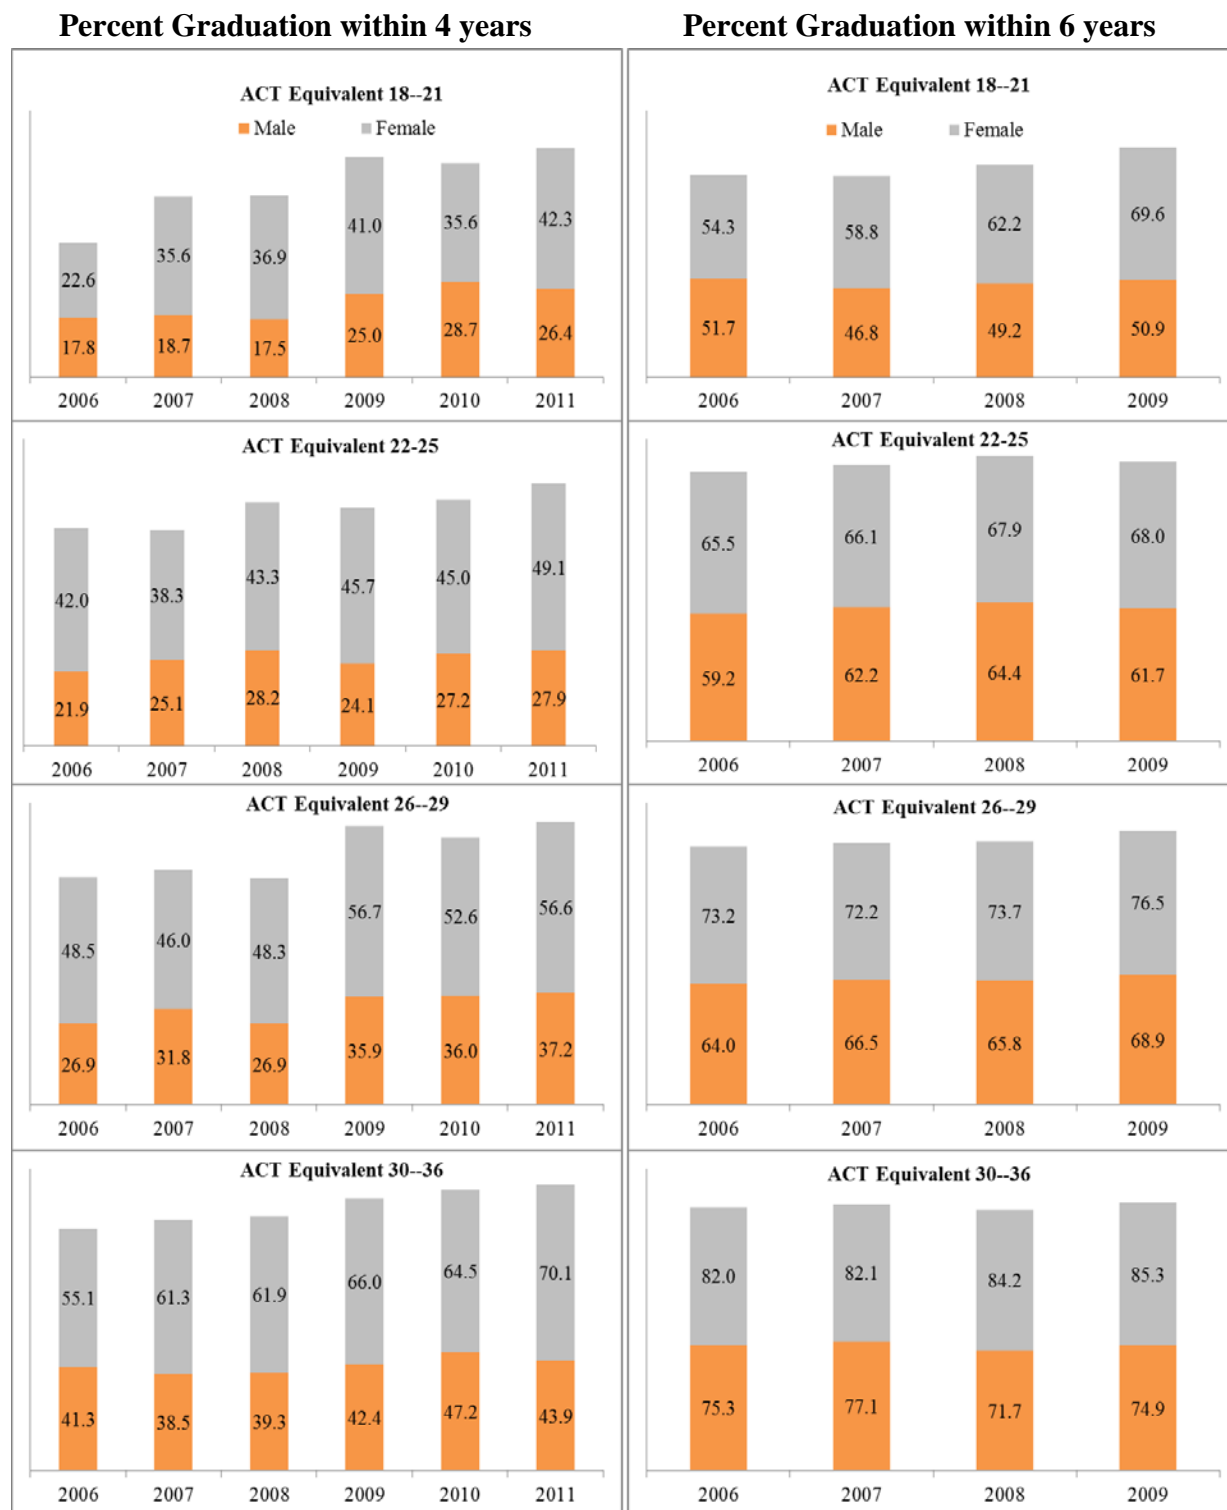 Percent Graduation within 4 years
ACT Equivalent 18--21
Male Female
41.0 35.6 42.3
35.6 36.9
22.6
17.8 18.7 17.5 25.0 28.7 26.4
2006 2007 2008 2009 2010 2011
ACT Equivalent 22-25
42.0 38.3 43.3 45.7 45.0 49.1
21.9 25.1 28.2 24.1 27.2 27.9
2006 2007 2008 2009 2010 2011
ACT Equivalent 26--29
48.5 46.0 48.3 56.7 52.6 56.6
26.9 31.8 26.9 35.9 36.0 37.2
2006 2007 2008 2009 2010 2011
ACT Equivalent 30--36
55.1 61.3 61.9 66.0 64.5 70.1
41.3 38.5 39.3 42.4 47.2 43.9
2006 2007 2008 2009 2010 2011
Percent Graduation within 6 years
ACT Equivalent 18--21
Male Female
54.3 58.8 62.2 69.6
51.7 46.8 49.2 50.9
2006 2007 2008 2009
ACT Equivalent 22-25
65.5 66.1 67.9 68.0
59.2 62.2 64.4 61.7
2006 2007 2008 2009
ACT Equivalent 26--29
73.2 72.2 73.7 76.5
64.0 66.5 65.8 68.9
2006 2007 2008 2009
ACT Equivalent 30--36
82.0 82.1 84.2 85.3
75.3 77.1 71.7 74.9
2006 2007 2008 2009